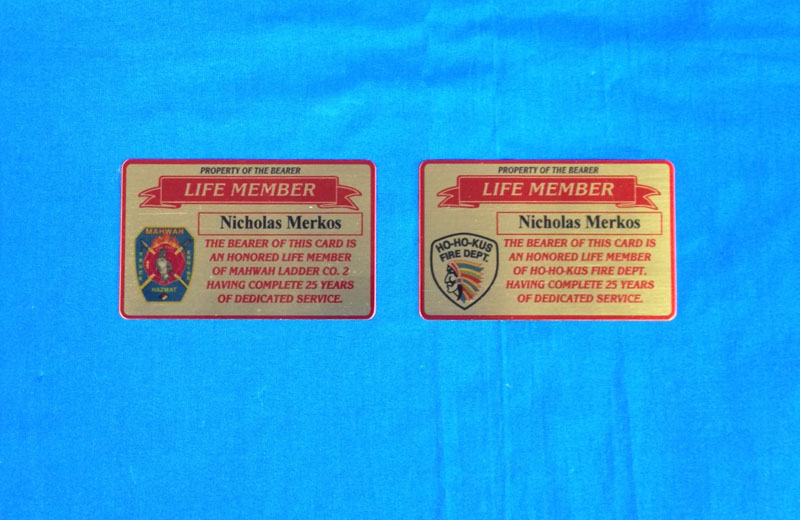 PROPERTY OF THE BEARER
LIFE MEMBER
Nicholas Merkos
THE BEARER OF THIS CARD IS
AN HONORED LIFE MEMBER
OF MAHWAH LADDER CO. 2
HAVING COMPLETE 25 YEARS
OF DEDICATED SERVICE.
MAHWAH
HAZMAT
PROPERTY OF THE BEARER
LIFE MEMBER
Nicholas Merkos
THE BEARER OF THIS CARD IS
AN HONORED LIFE MEMBER
OF HO-HO-KUS FIRE DEPT.
HAVING COMPLETE 25 YEARS
OF DEDICATED SERVICE.
HO-HO-KUS
FIRE DEPT.